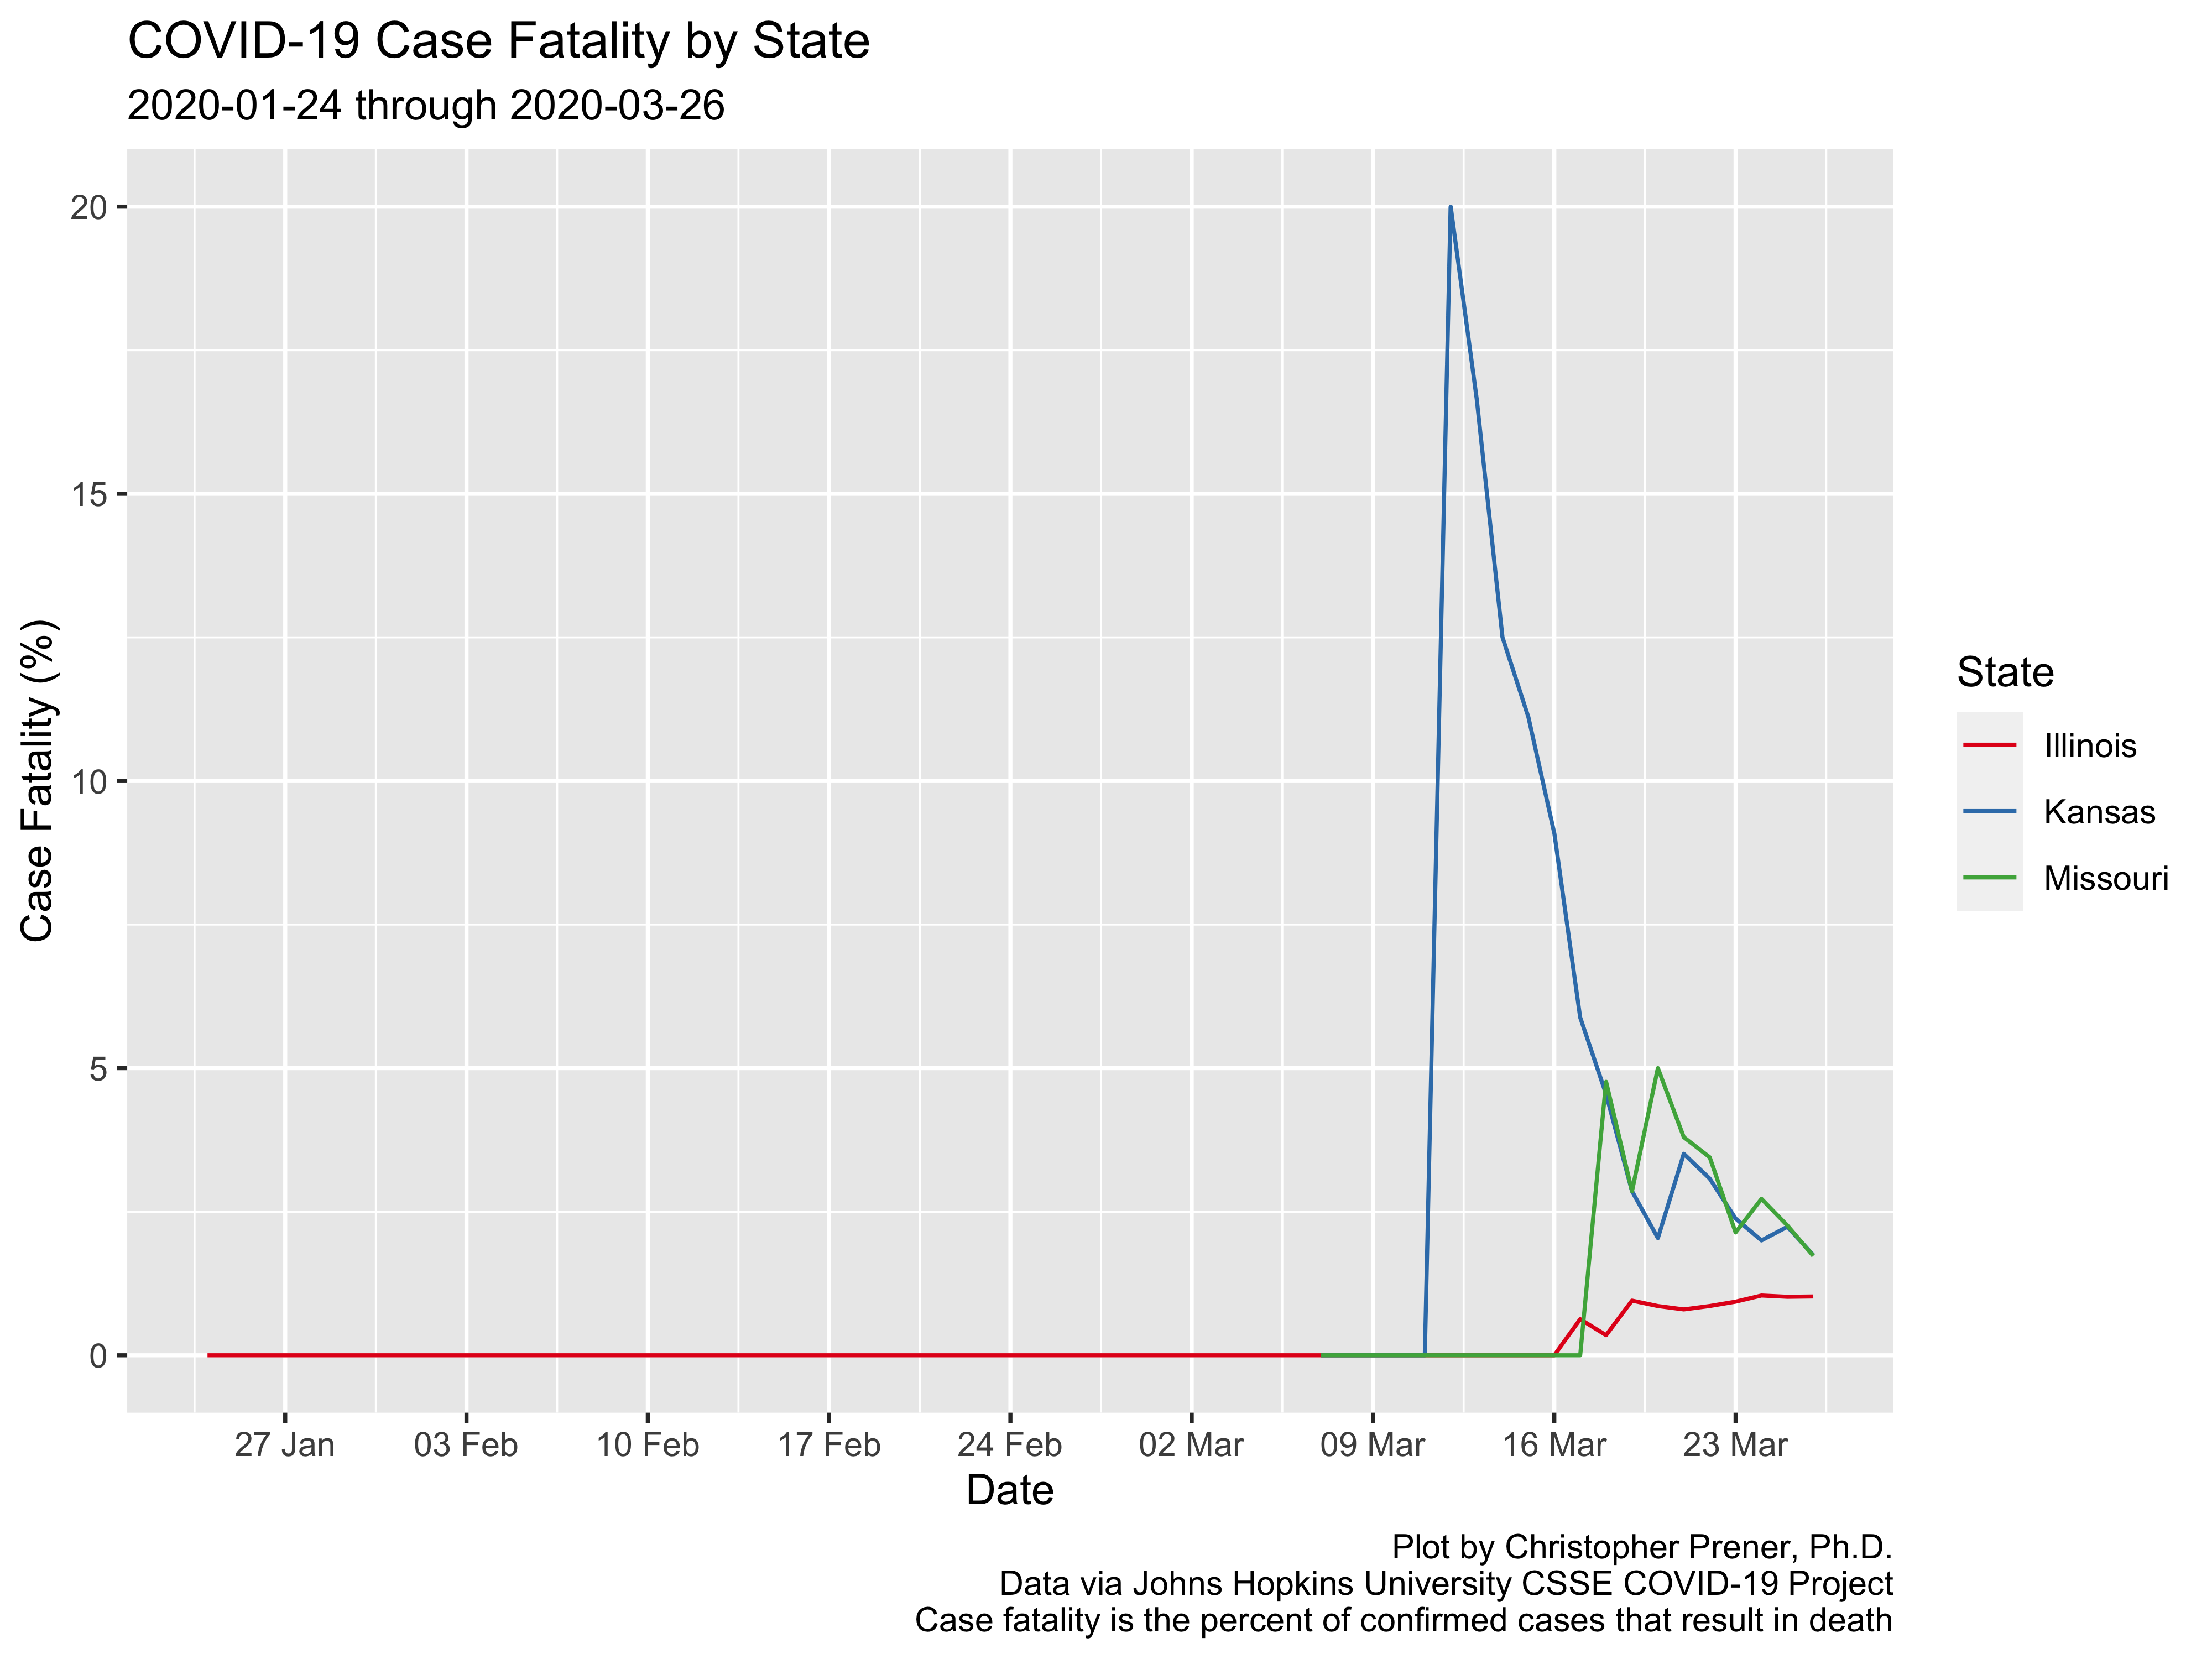 COVID-19 Case Fatality by State
2020-01-24 through 2020-03-26
Case Fatality (%)
20
15
10
5
0
27 Jan
03 Feb
10 Feb
17 Feb
24 Feb
02 Mar
09 Mar
16 Mar
23 Mar
Date
State
Illinois
Kansas
Missouri
Plot by Christopher Prener, Ph.D.
Data via Johns Hopkins University CSSE COVID-19 Project
Case fatality is the percent of confirmed cases that result in death